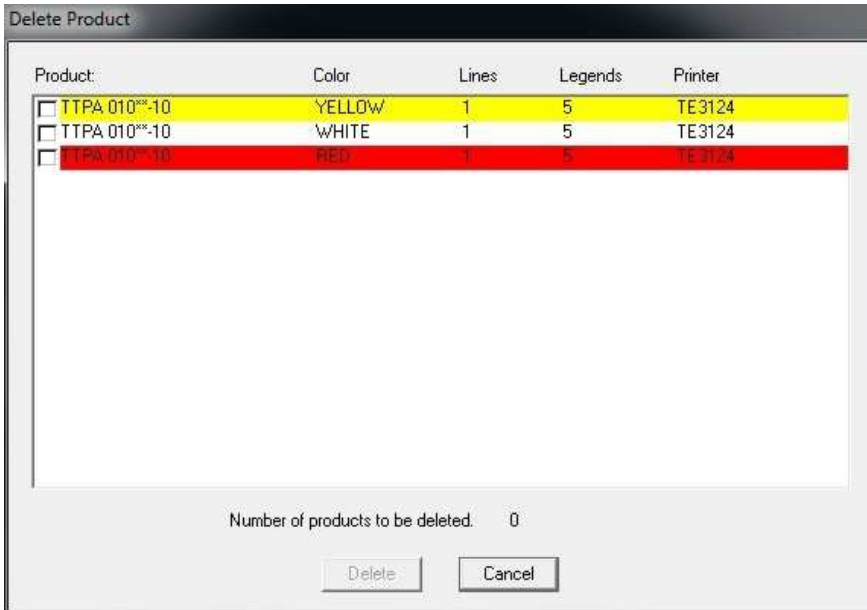 Delete Product
Product: Color Lines Legends Printer
TTPA 010**-10 YELLOW 1 5 TE3124
TTPA 010**-10 WHITE 1 5 TE3124
TTPA 010**-10 RED 1 5 TE3124
Number of products to be deleted. 0
Delete Cancel